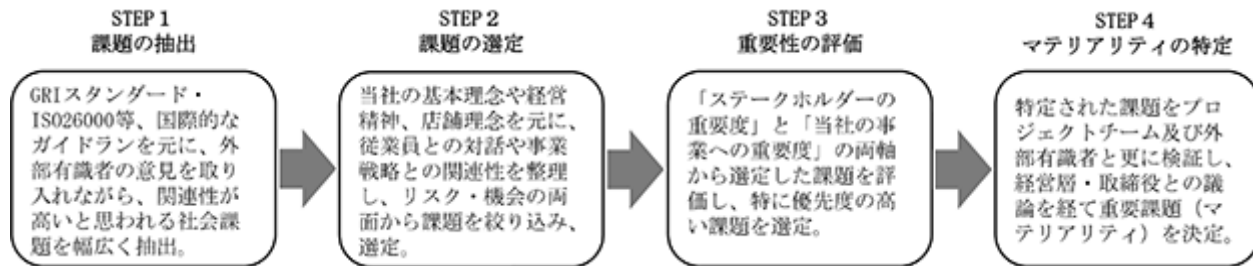 STEP 1
課題の抽出
GRIスタンダード・
ISO26000等、国際的な
ガイドランを元に、外
部有識者の意見を取り
入れながら、関連性が
高いと思われる社会課
題を幅広く抽出。
STEP 2
課題の選定
当社の基本理念や経営
精神、店舗理念を元に、
従業員との対話や事業
戦略との関連性を整理
し、リスク・機会の両
面から課題を絞り込み、
選定。
STEP 3
重要性の評価
「ステークホルダーの
重要度」と「当社の事
業への重要度」の両軸
から選定した課題を評
価し、特に優先度の高
い課題を選定。
STEP 4
マテリアリティの特定
特定された課題をプロ
ジェクトチーム及び外
部有識者と更に検証し、
経営層・取締役との議
論を経て重要課題（マ
テリアリティ）を決定。